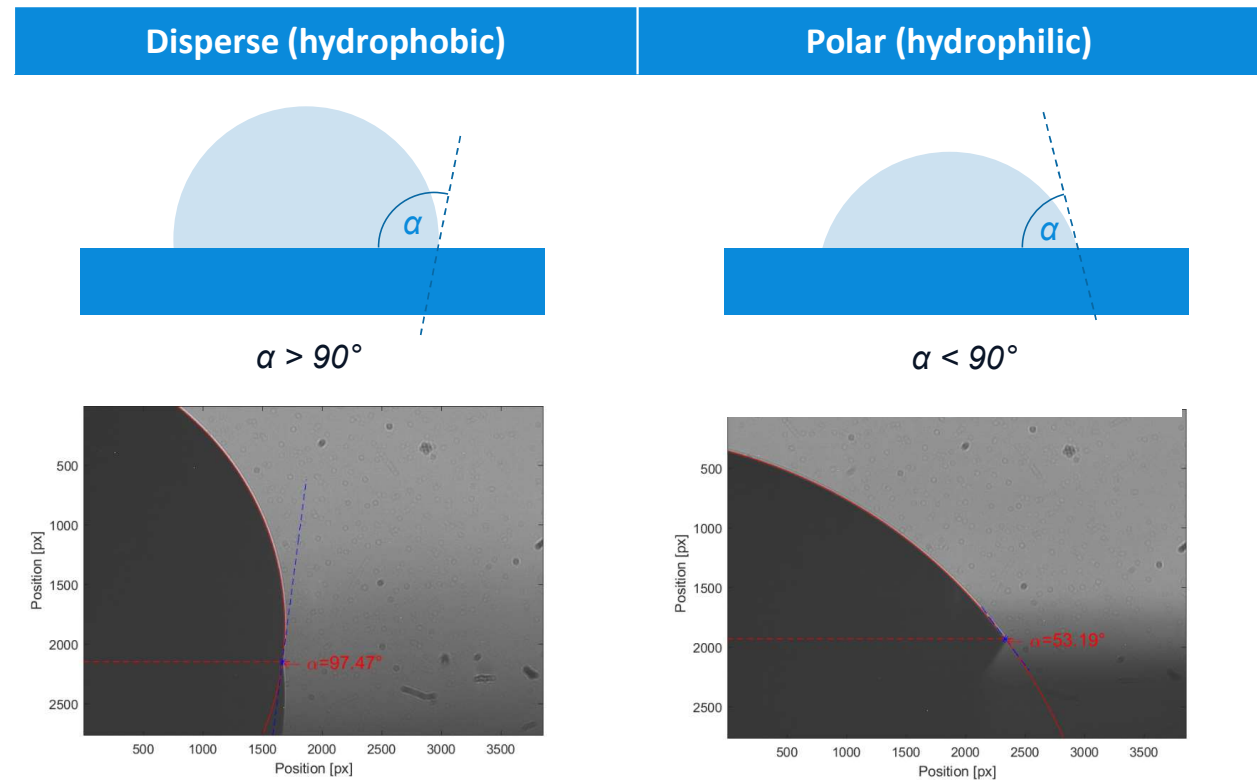 Disperse (hydrophobic)
Polar (hydrophilic)
α
α
α > 90°
α < 90°
500
1000
1500
2000
2500
Position [px]
α=97.47°
500 1000 1500 2000 2500 3000 3500
Position [px]
500
1000
1500
2000
2500
Position [px]
α=53.19°
500 1000 1500 2000 2500 3000 3500
Position [px]